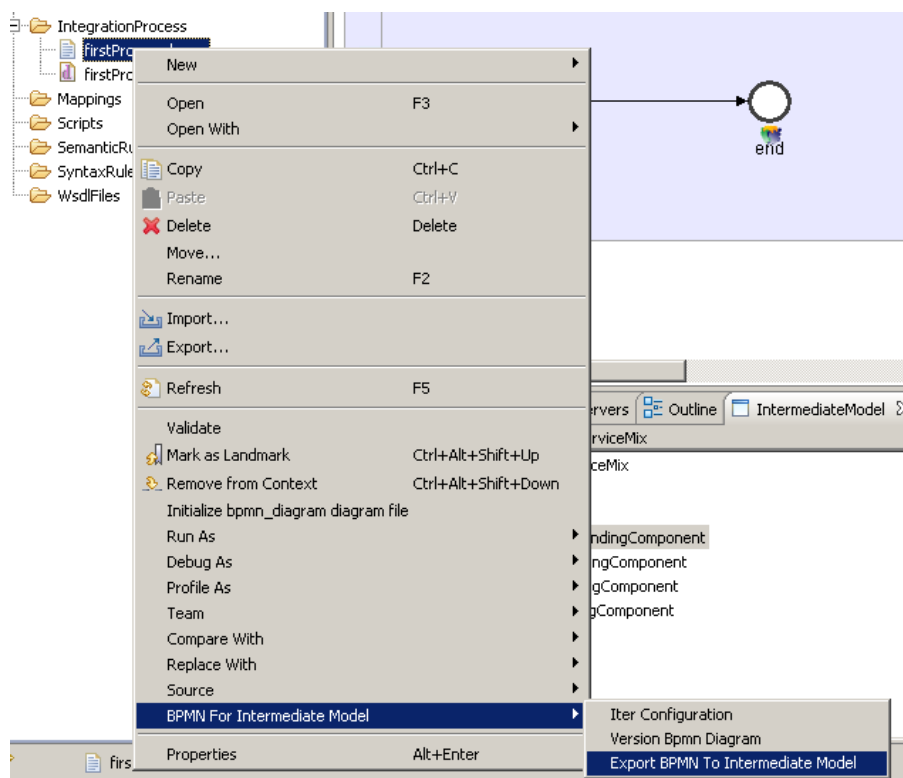 IntegrationProcess
firstPro
firstProc
Mappings
Scripts
SemanticRu
SyntaxRule
WsdlFiles
New
Open F3
Open With
Copy Ctrl+C
Paste Ctrl+V
Delete Delete
Move...
Rename F2
Import...
Export...
Refresh F5
Validate
Mark as Landmark Ctrl+Alt+Shift+Up
Remove from Context Ctrl+Alt+Shift+Down
Initialize bpmn_diagram diagram file
Run As
Debug As
Profile As
Team
Compare With
Replace With
Source
BPMN For Intermediate Model
Properties Alt+Enter
Iter Configuration
Version Bpmn Diagram
Export BPMN To Intermediate Model
end
ervers Outline IntermediateModel
rviceMix
ceMix
ndingComponent
ngComponent
gComponent
gComponent
firs